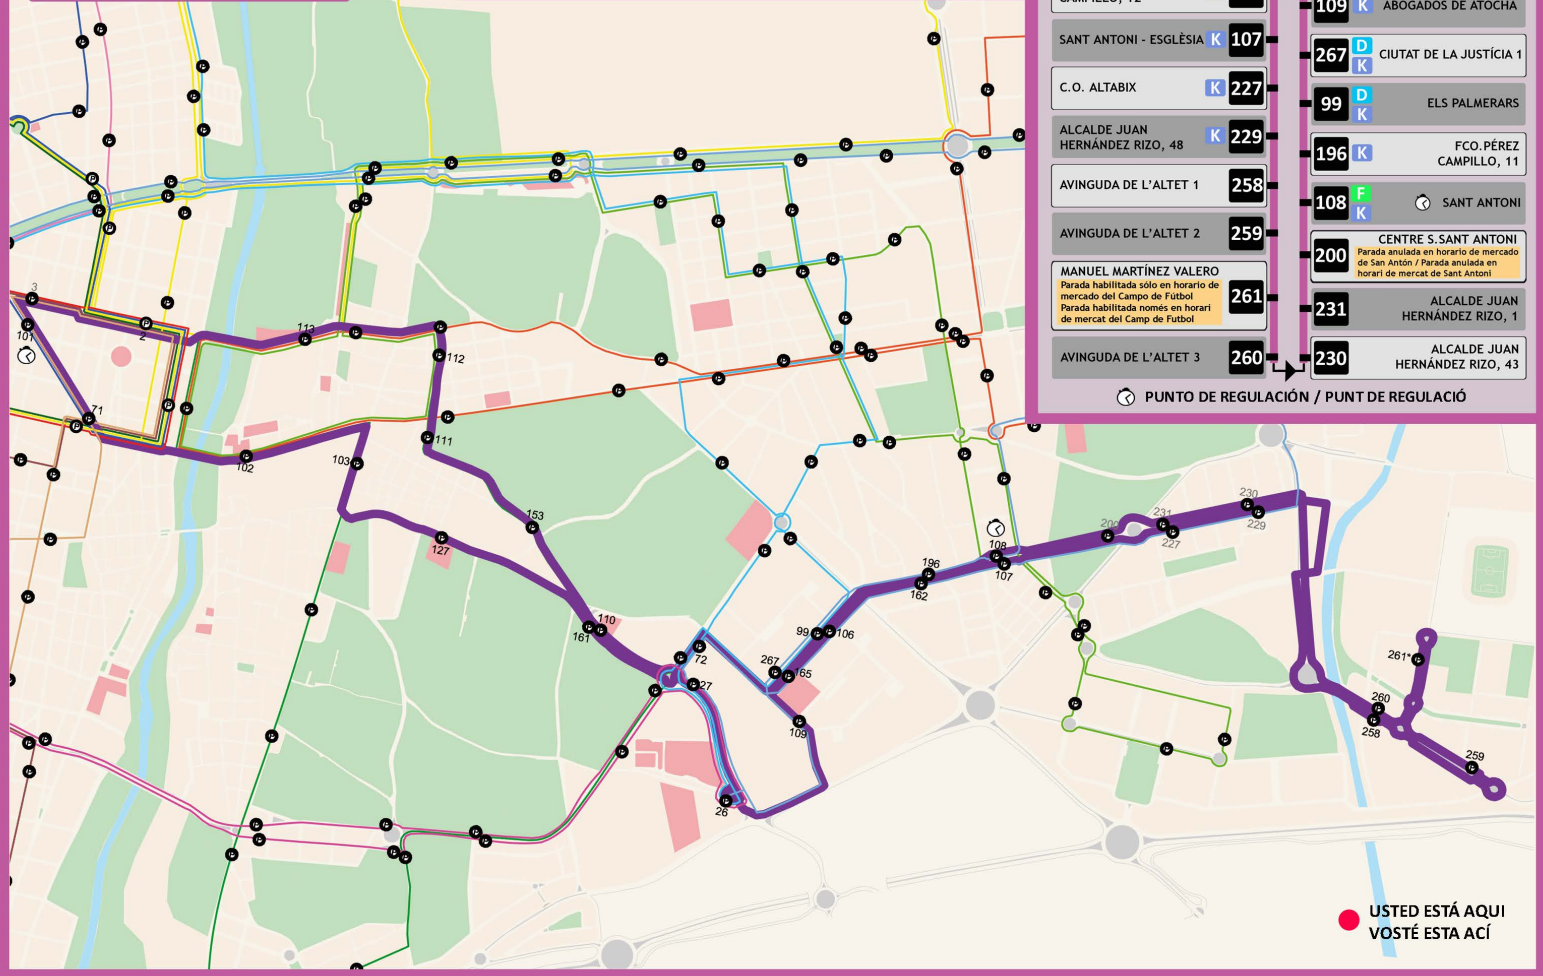 SANT ANTONI - ESGLÈSIA K 107
C.O. ALTABIX K 227
ALCALDE JUAN
HERNÁNDEZ RIZO, 48 K 229
AVINGUDA DE L'ALTET 1 258
AVINGUDA DE L'ALTET 2 259
MANUEL MARTÍNEZ VALERO
Parada habilitada sólo en horario de
mercado del Campo de Fútbol
Parada habilitada només en horari
de mercat del Camp de Futbol
261
AVINGUDA DE L'ALTET 3 260
109 K ABOGADOS DE ATOCHA
267 D K CIUTAT DE LA JUSTÍCIA 1
99 D K ELS PALMERARS
196 K FCO.PÉREZ
CAMPILLO, 11
108 F K SANT ANTONI
200 CENTRE S.SANT ANTONI
Parada anulada en horario de mercado
de San Antón / Parada anulada en
horari de mercat de Sant Antoni
231 ALCALDE JUAN
HERNÁNDEZ RIZO, 1
230 ALCALDE JUAN
HERNÁNDEZ RIZO, 43
PUNTO DE REGULACIÓN / PUNT DE REGULACIÓ
3
101
2
113
112
71
102
103
111
127
153
110
161
72
27
26
267
165
99
106
109
196
162
108
107
200
231
227
230
229
261*
260
258
259
USTED ESTÁ AQUI
VOSTÉ ESTA ACÍ